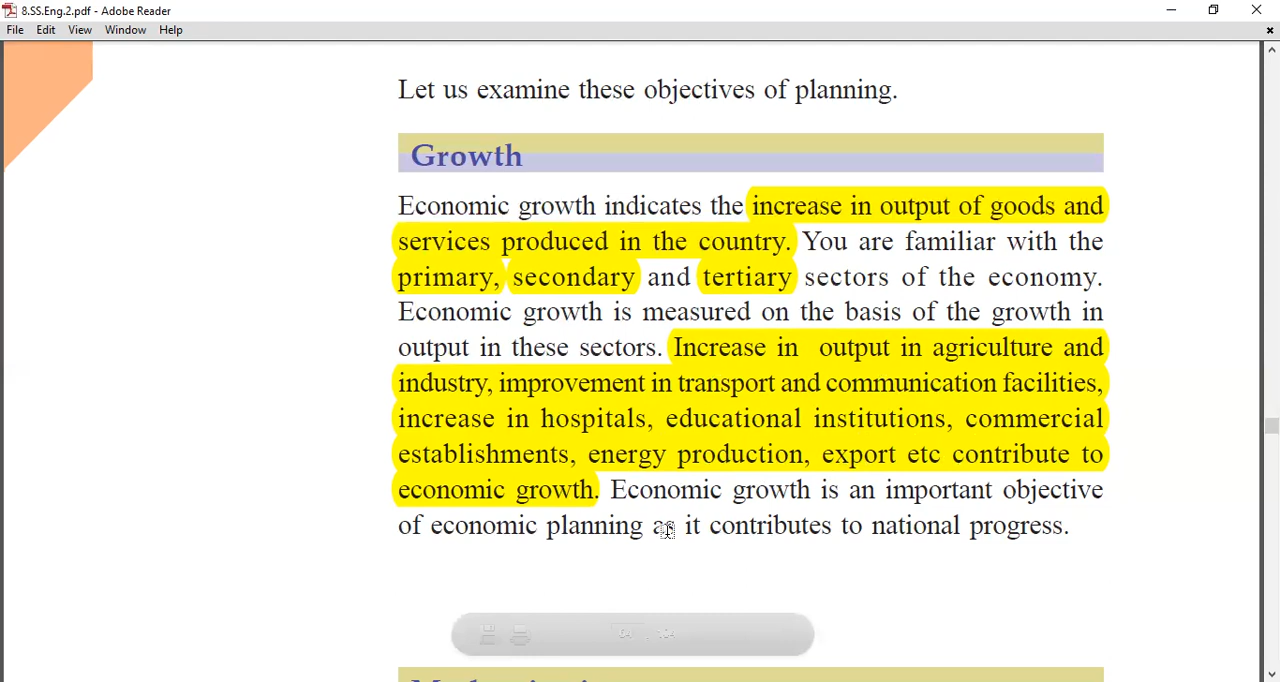 8.SS.Eng.2.pdf - Adobe Reader
File Edit View Window Help
Let us examine these objectives of planning.
Growth
Economic growth indicates the increase in output of goods and
services produced in the country. You are familiar with the
primary, secondary and tertiary sectors of the economy.
Economic growth is measured on the basis of the growth in
output in these sectors. Increase in output in agriculture and
industry, improvement in transport and communication facilities,
increase in hospitals, educational institutions, commercial
establishments, energy production, export etc contribute to
economic growth. Economic growth is an important objective
of economic planning as it contributes to national progress.